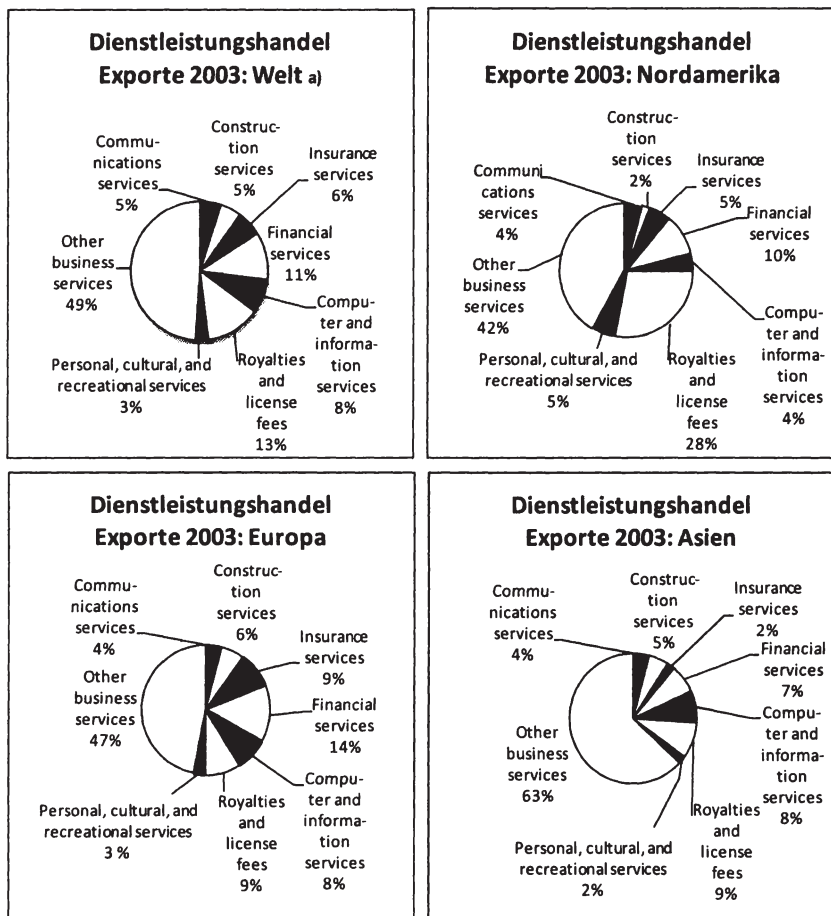 Dienstleistungshandel
Exporte 2003: Welt a)
Commu-
nications
services
5%
Construc-
tion
services
5%
Insurance
services
6%
Financial
services
11%
Compu-
ter and
informa-
tion
services
8%
Royalties
and
license
fees
13%
Personal, cultural, and
recreational services
3%
Other
business
services
49%
Dienstleistungshandel
Exporte 2003: Nordamerika
Communi
cations
services
4%
Constru-
ction
services
2%
Insurance
services
5%
Financial
services
10%
Compu-
ter and
informa-
tion
services
4%
Royalties
and
license
fees
28%
Personal, cultural, and
recreational services
5%
Other
business
services
42%
Dienstleistungshandel
Exporte 2003: Europa
Commu-
nications
services
4%
Construc-
tion
services
6%
Insurance
services
9%
Financial
services
14%
Compu-
ter and
informa-
tion
services
8%
Royalties
and
license
fees
9%
Personal, cultural, and
recreational services
3 %
Other
business
services
47%
Dienstleistungshandel
Exporte 2003: Asien
Commu-
nications
services
4%
Construc-
tion
services
5%
Insurance
services
2%
Financial
services
7%
Compu-
ter and
informa-
tion
services
8%
Royalties
and
license
fees
9%
Personal, cultural, and
recreational services
2%
Other
business
services
63%